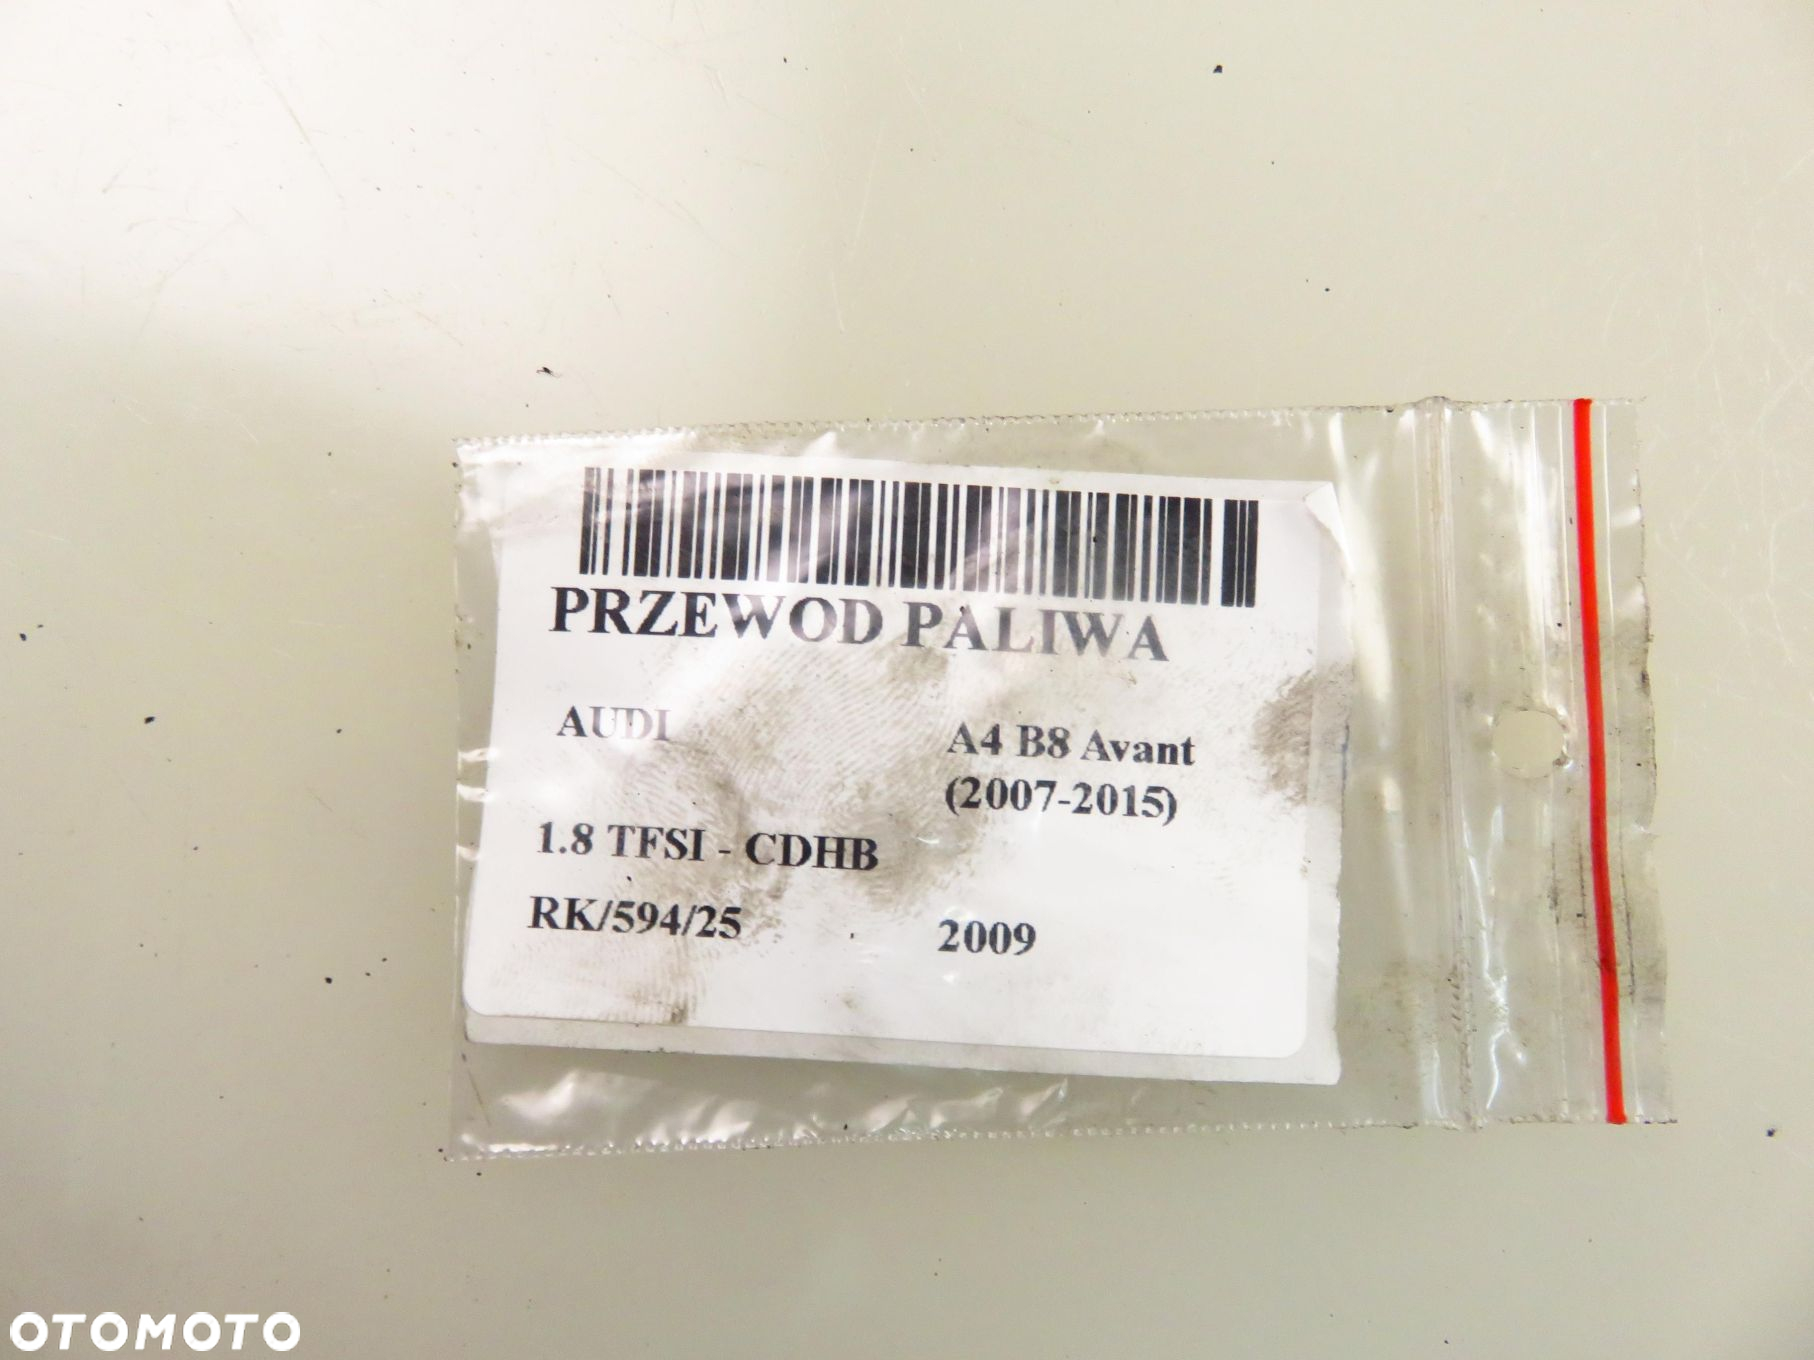 PRZEWOD PALIWA
AUDI
A4 B8 Avant
(2007-2015)
1.8 TFSI - CDHB
RK/594/25
2009
OTOMOTO